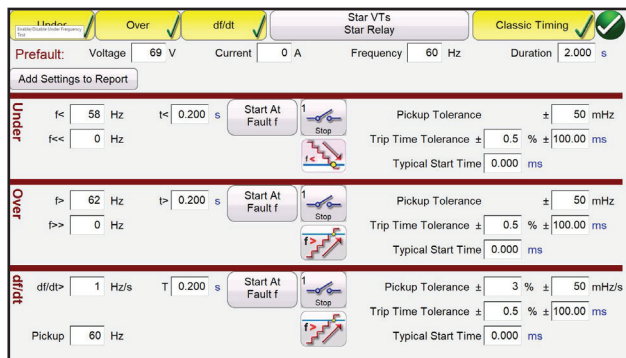 Under
Enable/Disable Under Frequency Test
Over
df/dt
Star VTs
Star Relay
Classic Timing
Prefault: Voltage 69 V Current 0 A Frequency 60 Hz Duration 2.000 s
Add Settings to Report
Under
f< 58 Hz t< 0.200 s Start At Fault f 1 Stop Pickup Tolerance ± 50 mHz
f<< 0 Hz f< Trip Time Tolerance ± 0.5 % ± 100.00 ms
Typical Start Time 0.000 ms
Over
f> 62 Hz t> 0.200 s Start At Fault f 1 Stop Pickup Tolerance ± 50 mHz
f>> 0 Hz f> Trip Time Tolerance ± 0.5 % ± 100.00 ms
Typical Start Time 0.000 ms
df/dt
df/dt> 1 Hz/s T 0.200 s Start At Fault f 1 Stop Pickup Tolerance ± 3 % ± 50 mHz/s
Trip Time Tolerance ± 0.5 % ± 100.00 ms
Pickup 60 Hz f> Typical Start Time 0.000 ms